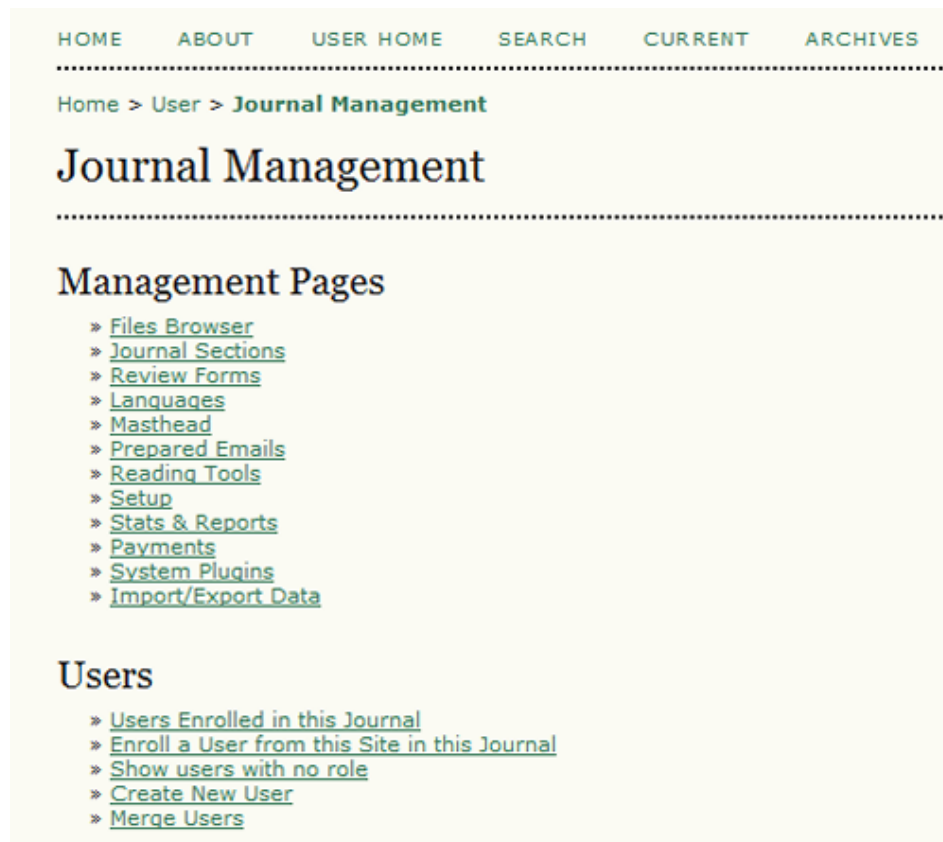 HOME ABOUT USER HOME SEARCH CURRENT ARCHIVES
Home > User > Journal Management
Journal Management
Management Pages
» Files Browser
» Journal Sections
» Review Forms
» Languages
» Masthead
» Prepared Emails
» Reading Tools
» Setup
» Stats & Reports
» Payments
» System Plugins
» Import/Export Data
Users
» Users Enrolled in this Journal
» Enroll a User from this Site in this Journal
» Show users with no role
» Create New User
» Merge Users